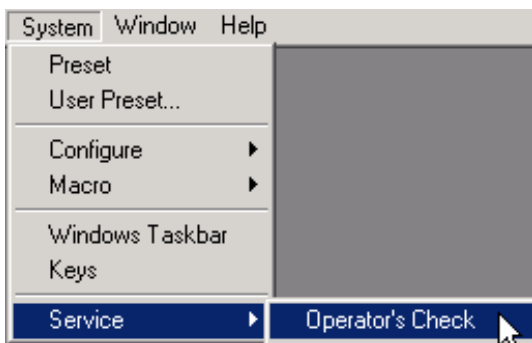 System Window Help
Preset
User Preset...
Configure
Macro
Windows Taskbar
Keys
Service Operator's Check